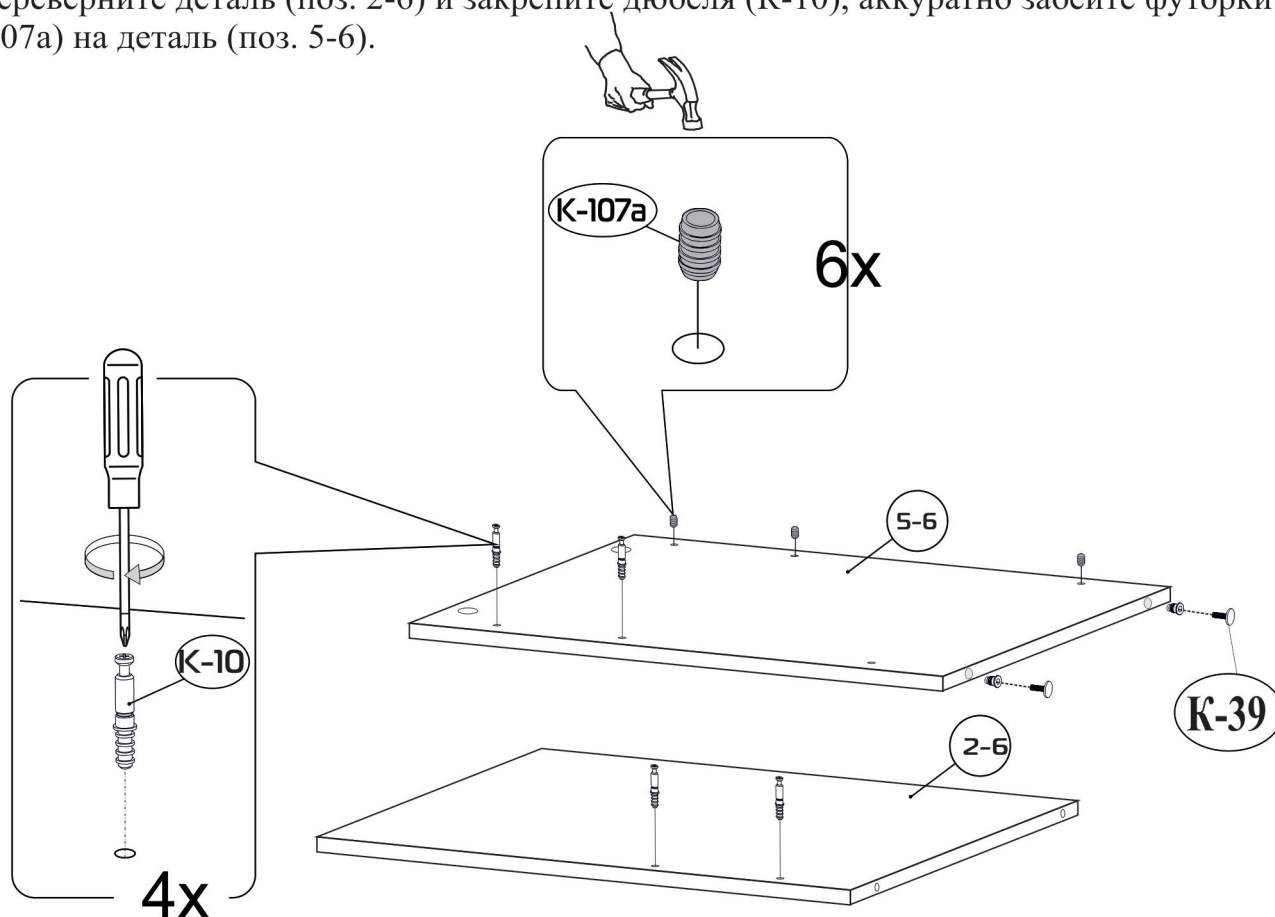 переверните деталь (поз. 2-6) и закрепите дюбеля (К-10), аккуратно забейте футорки
07а) на деталь (поз. 5-6).
K-107a
6x
5-6
K-10
К-39
2-6
4x